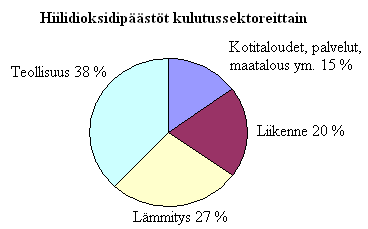 Hiilidioksidipäästöt kulutussektoreittain
Kotitaloudet, palvelut,
maatalous ym. 15 %
Teollisuus 38 %
Liikenne 20 %
Lämmitys 27 %